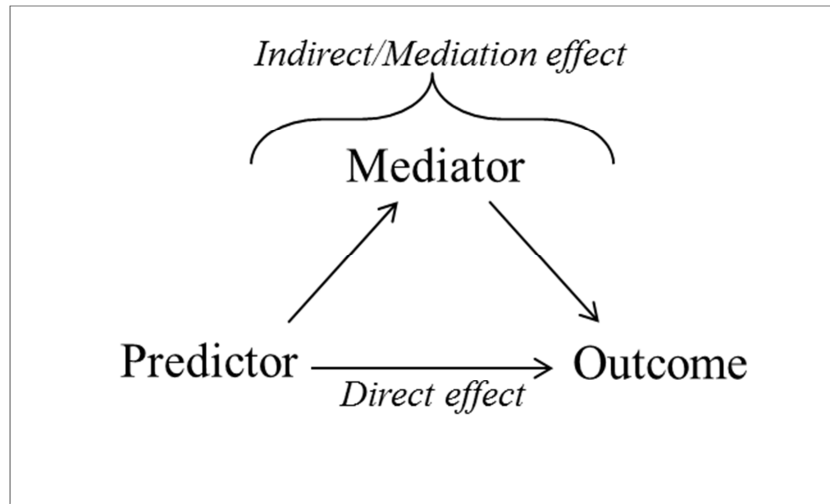 Indirect/Mediation effect
Mediator
Predictor
Outcome
Direct effect